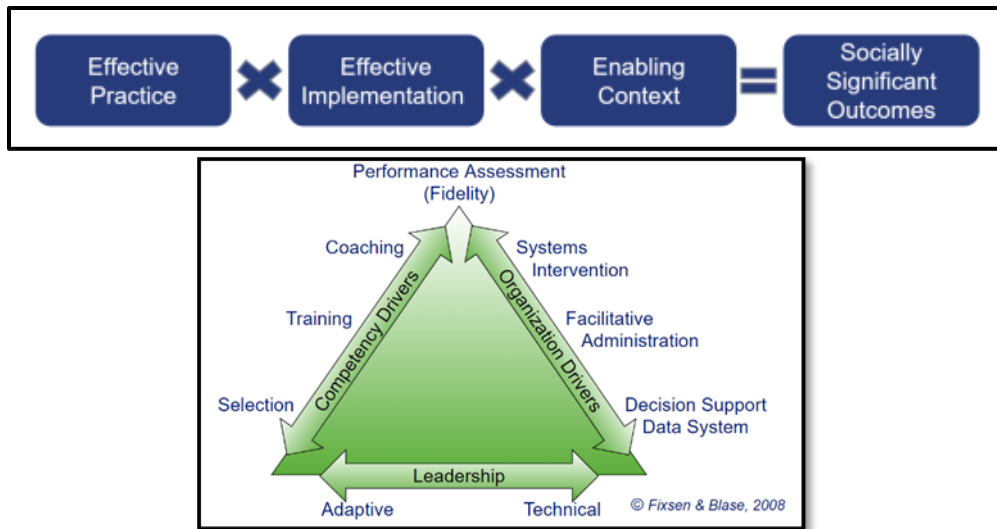 Effective
Practice
Effective
Implementation
Enabling
Context
Socially
Significant
Outcomes
Performance Assessment
(Fidelity)
Coaching
Systems
Intervention
Training
Facilitative
Administration
Competency Drivers
Organization Drivers
Selection
Decision Support
Data System
Leadership
Adaptive
Technical
© Fixsen & Blase, 2008